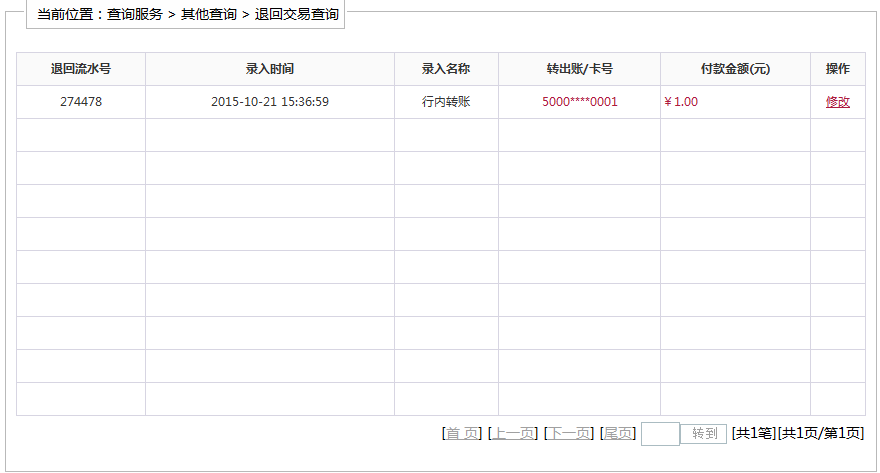 当前位置：查询服务 > 其他查询 > 退回交易查询
退回流水号 录入时间 录入名称 转出账/卡号 付款金额(元) 操作
274478 2015-10-21 15:36:59 行内转账 5000****0001 ￥1.00 修改
[首 页] [上一页] [下一页] [尾页] 转到 [共1笔][共1页/第1页]